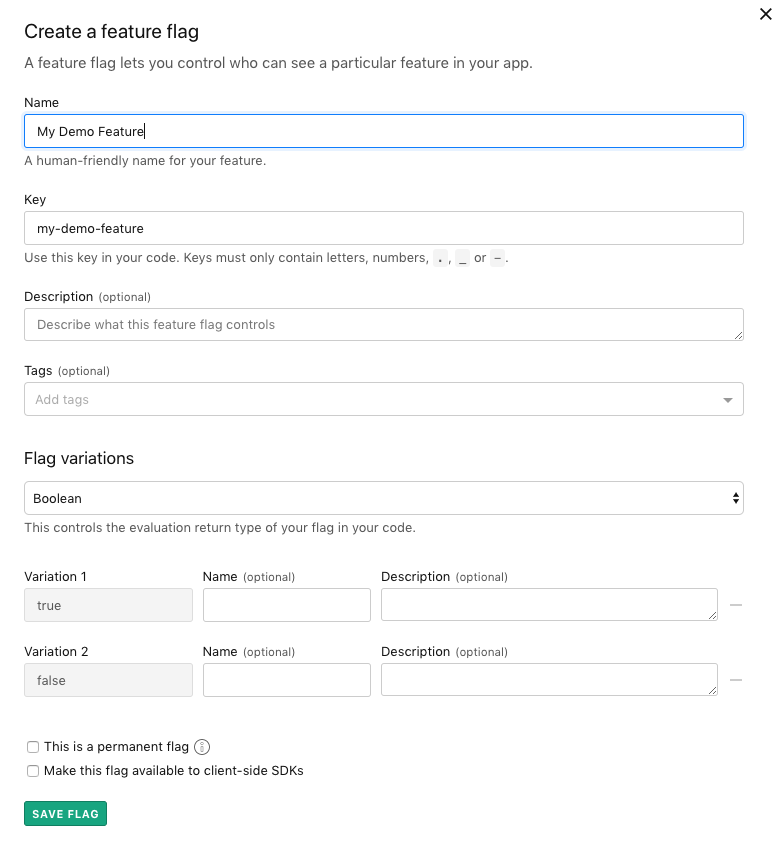 Create a feature flag
A feature flag lets you control who can see a particular feature in your app.
Name
My Demo Feature
A human-friendly name for your feature.
Key
my-demo-feature
Use this key in your code. Keys must only contain letters, numbers, . , _ or - .
Description (optional)
Describe what this feature flag controls
Tags (optional)
Add tags
Flag variations
Boolean
This controls the evaluation return type of your flag in your code.
Variation 1 Name (optional) Description (optional)
true
Variation 2 Name (optional) Description (optional)
false
This is a permanent flag
Make this flag available to client-side SDKs
SAVE FLAG